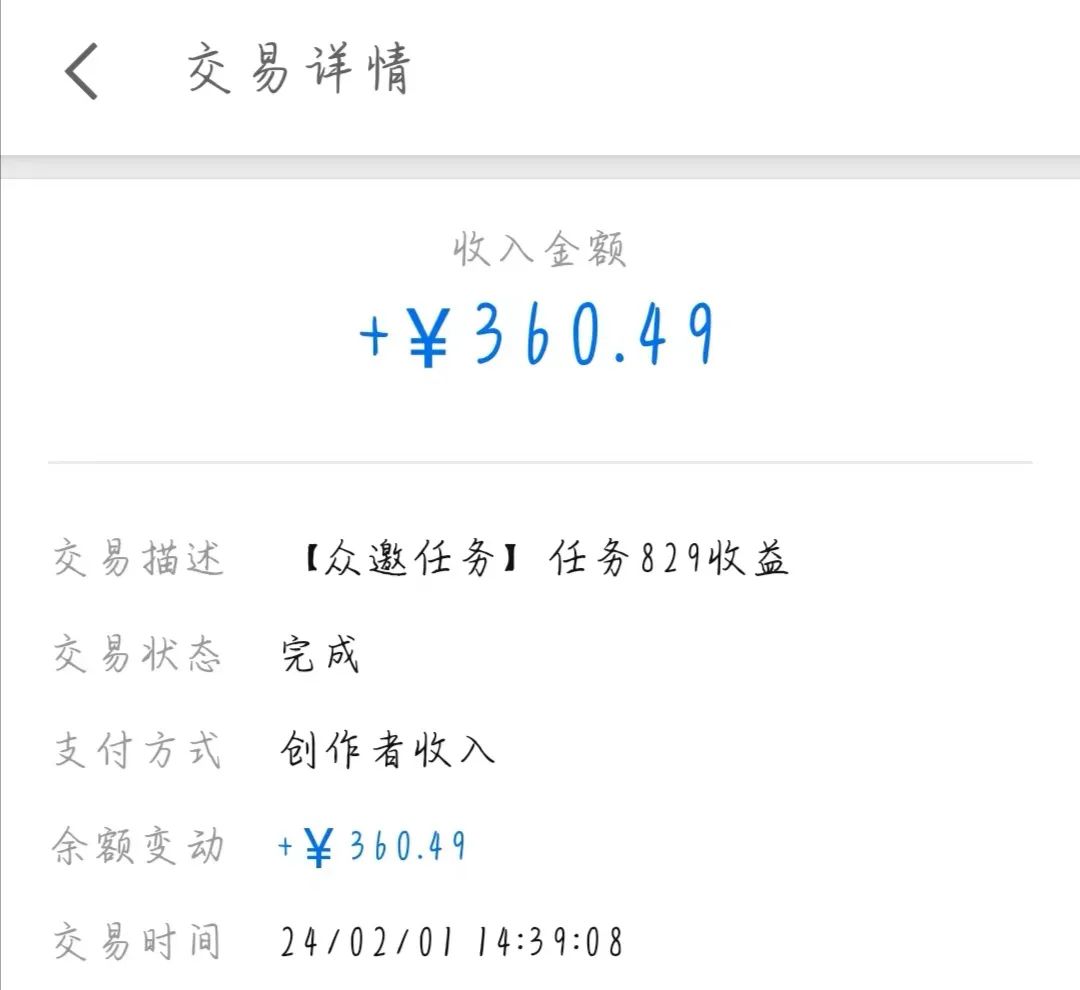 交易详情
收入金额
+¥360.49
交易描述 【众邀任务】任务829收益
交易状态 完成
支付方式 创作者收入
余额变动 +¥360.49
交易时间 24/02/01 14:39:08